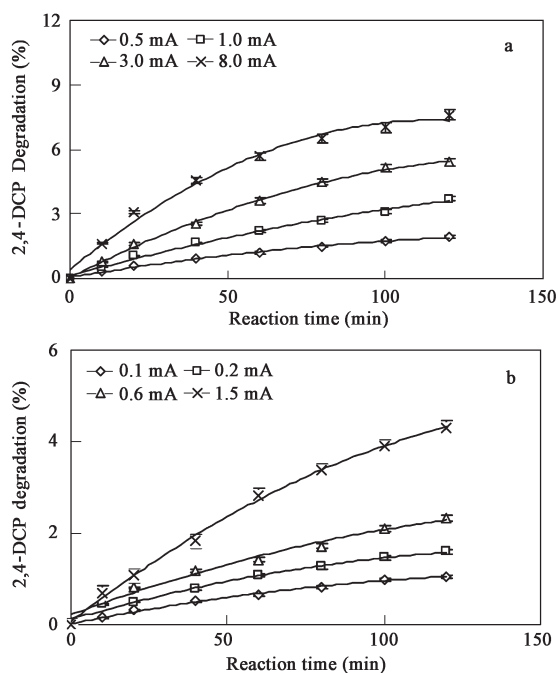 12
a
0.5 mA 1.0 mA
3.0 mA 8.0 mA
9
6
3
0
2,4-DCP Degradation (%)
0 50 100 150
Reaction time (min)
6
b
0.1 mA 0.2 mA
0.6 mA 1.5 mA
4
2
0
2,4-DCP degradation (%)
0 50 100 150
Reaction time (min)